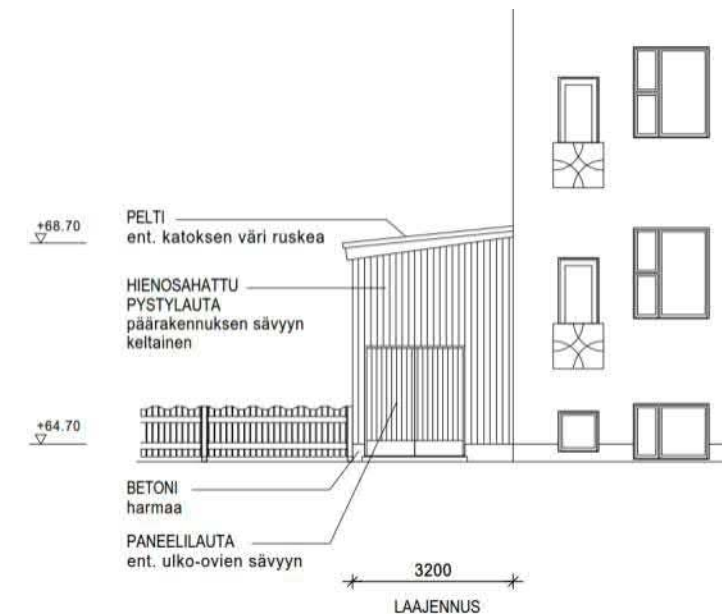 +68.70
PELTI
ent. katoksen väri ruskea
HIENOSAHATTU
PYSTYLAUTA
päärakennuksen sävyyn
keltainen
+64.70
BETONI
harmaa
PANEELILAUTA
ent. ulko-ovien sävyyn
3200
LAAJENNUS